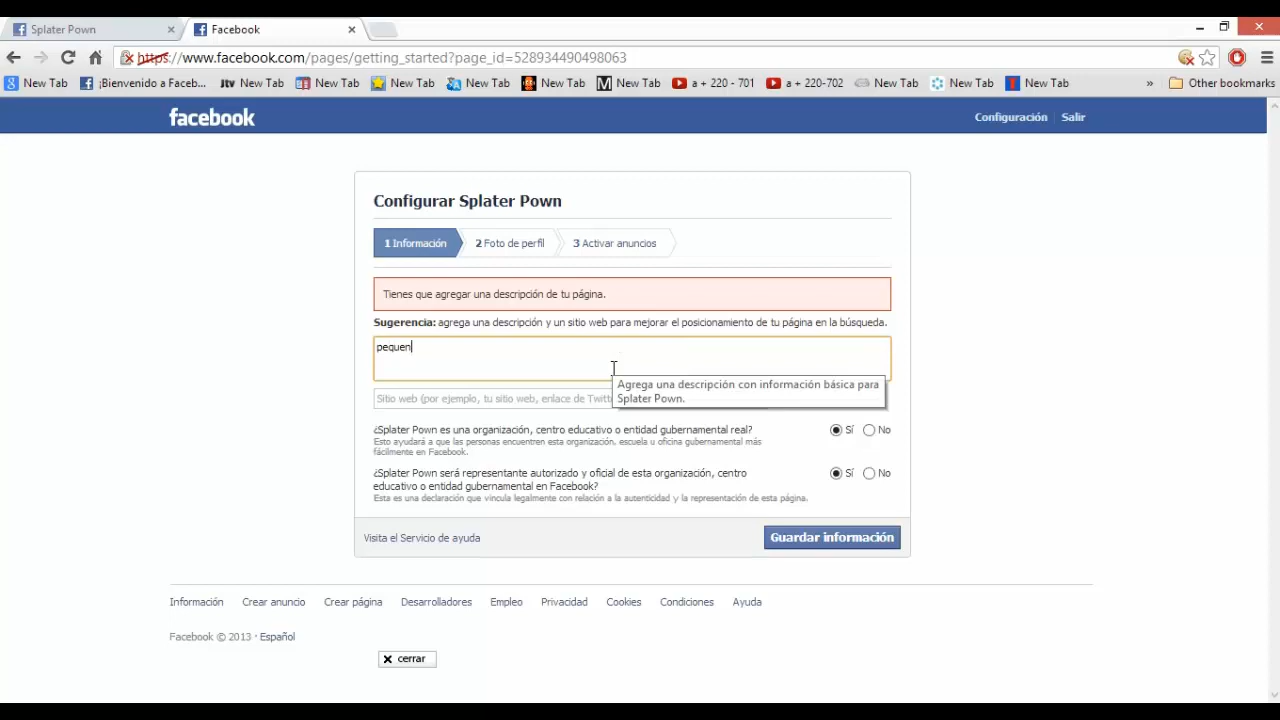 Splater Pown
Facebook
https://www.facebook.com/pages/getting_started?page_id=528934490498063
New Tab
¡Bienvenido a Faceb...
jtv New Tab
New Tab
New Tab
New Tab
New Tab
M New Tab
a + 220 - 701
a + 220-702
New Tab
New Tab
New Tab
»
Other bookmarks
facebook
Configuración
Salir
Configurar Splater Pown
1 Información
2 Foto de perfil
3 Activar anuncios
Tienes que agregar una descripción de tu página.
Sugerencia: agrega una descripción y un sitio web para mejorar el posicionamiento de tu página en la búsqueda.
pequen
Agrega una descripción con información básica para
Splater Pown.
Sitio web (por ejemplo, tu sitio web, enlace de Twitt
¿Splater Pown es una organización, centro educativo o entidad gubernamental real?
Sí No
Esto ayudará a que las personas encuentren esta organización, escuela u oficina gubernamental más
fácilmente en Facebook.
¿Splater Pown será representante autorizado y oficial de esta organización, centro
educativo o entidad gubernamental en Facebook?
Sí No
Esta es una declaración que vincula legalmente con relación a la autenticidad y la representación de esta página.
Visita el Servicio de ayuda
Guardar información
Información Crear anuncio Crear página Desarrolladores Empleo Privacidad Cookies Condiciones Ayuda
Facebook © 2013 · Español
cerrar